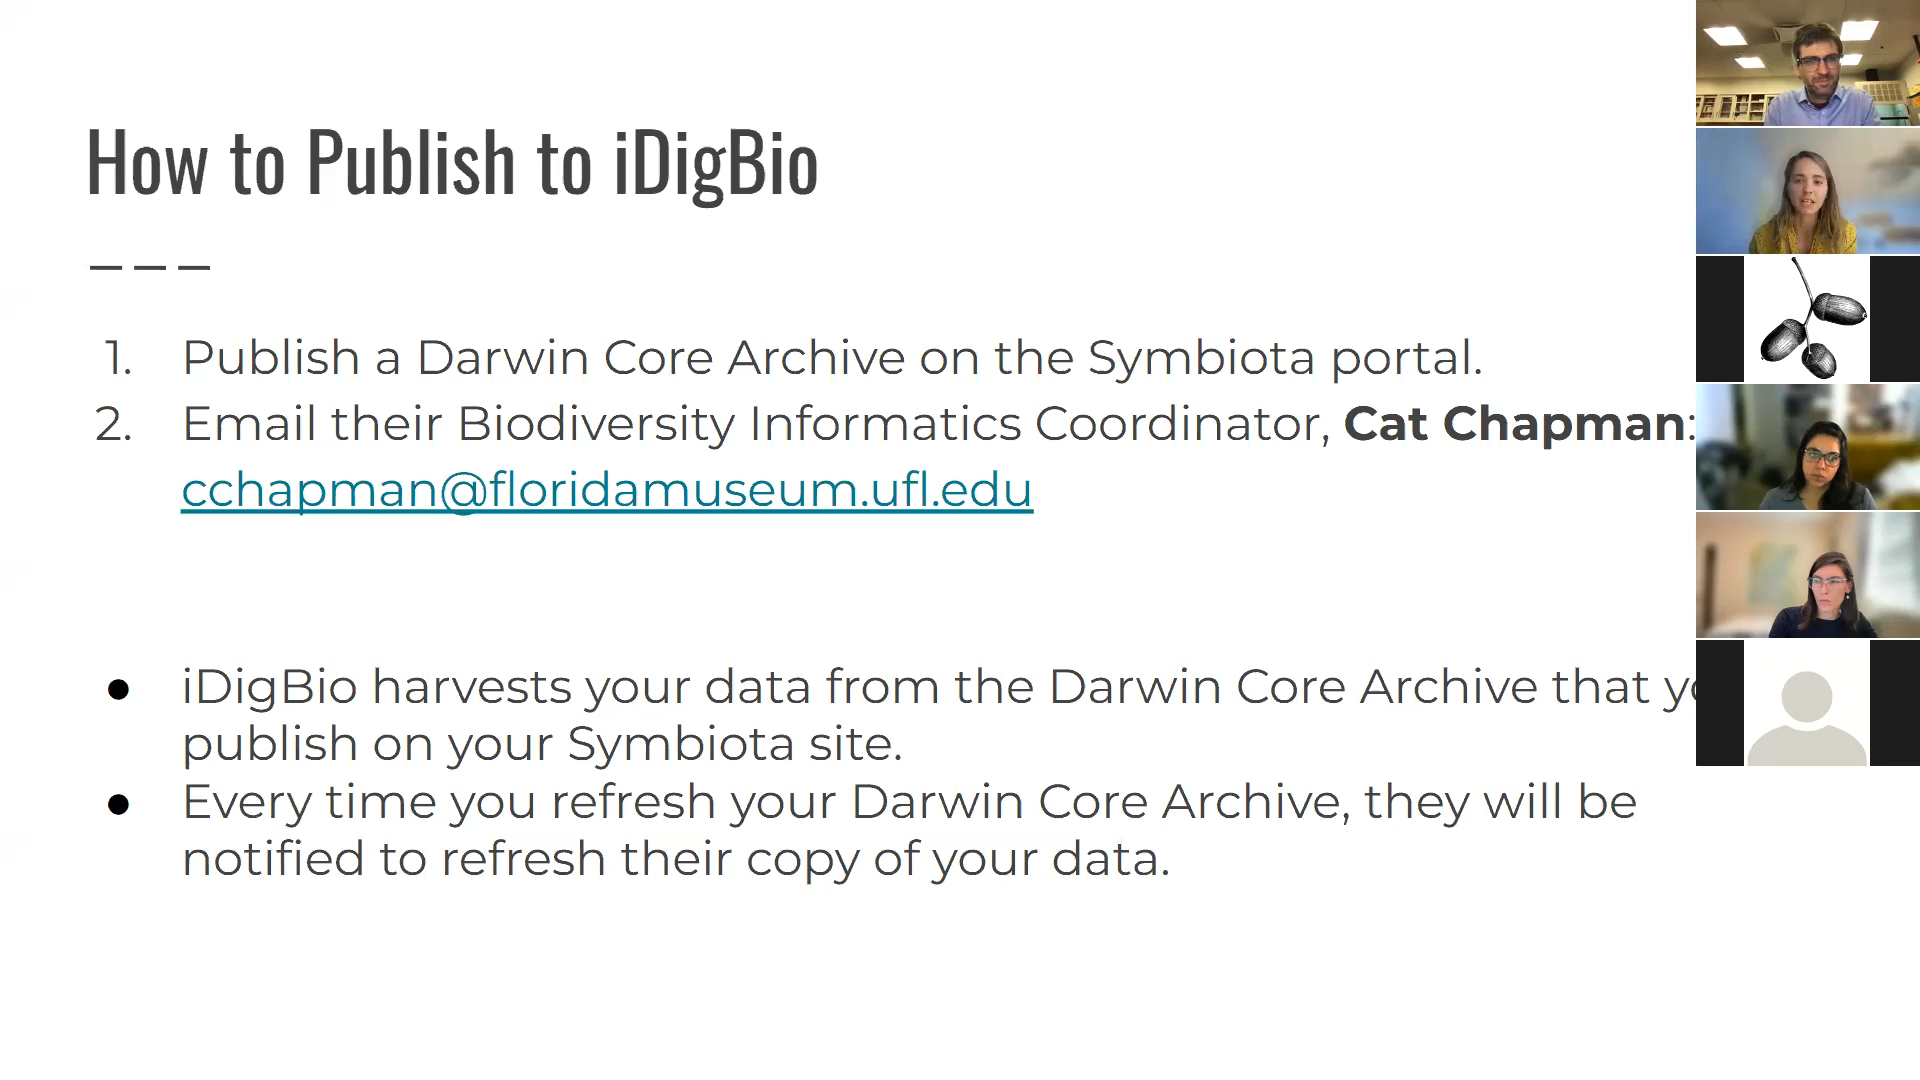 How to Publish to iDigBio
1. Publish a Darwin Core Archive on the Symbiota portal.
2. Email their Biodiversity Informatics Coordinator, Cat Chapman:
cchapman@floridamuseum.ufl.edu
● iDigBio harvests your data from the Darwin Core Archive that
publish on your Symbiota site.
● Every time you refresh your Darwin Core Archive, they will be
notified to refresh their copy of your data.